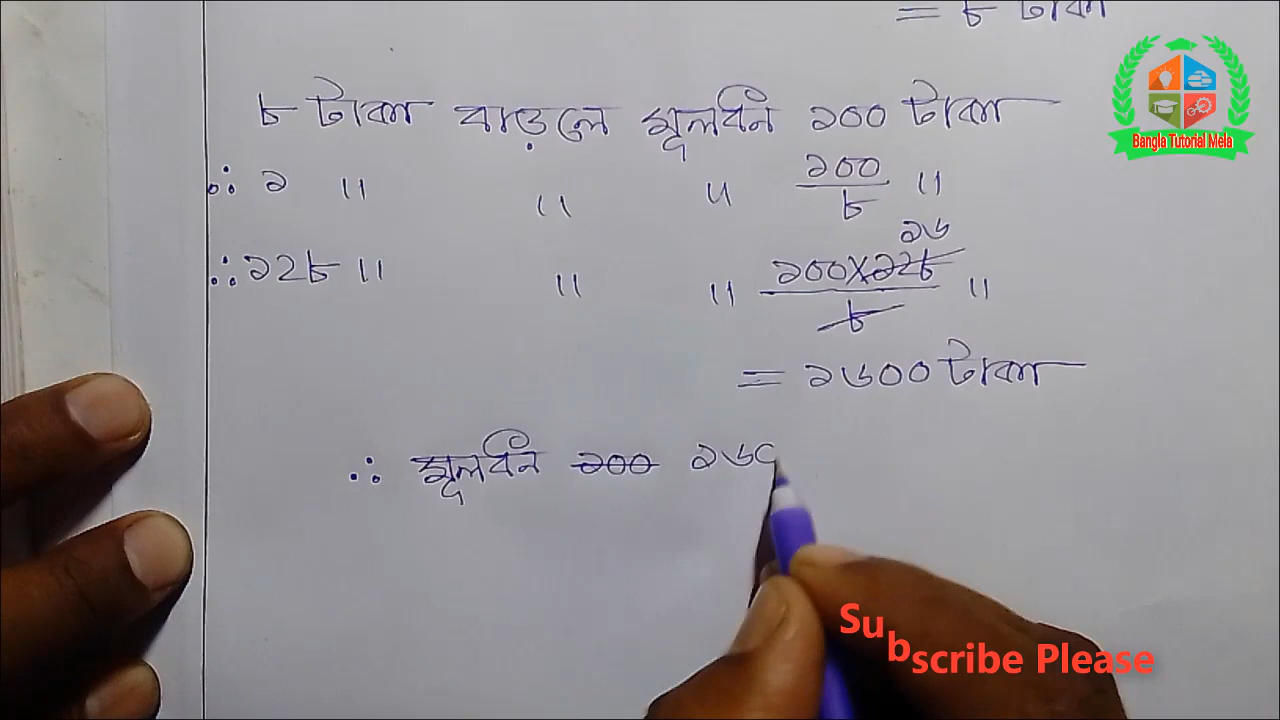 = ৮ টাকা
৮ টাকা বাড়লে মূলধন ১০০ টাকা
∴ ১ " " " ১০০/৮ "
∴ ১২৮ " " " ১০০×১২৮/৮ "
১৬
= ১৬০০ টাকা
∴ মূলধন ১০০ ১৬০
Bangla Tutorial Mela
Subscribe Please